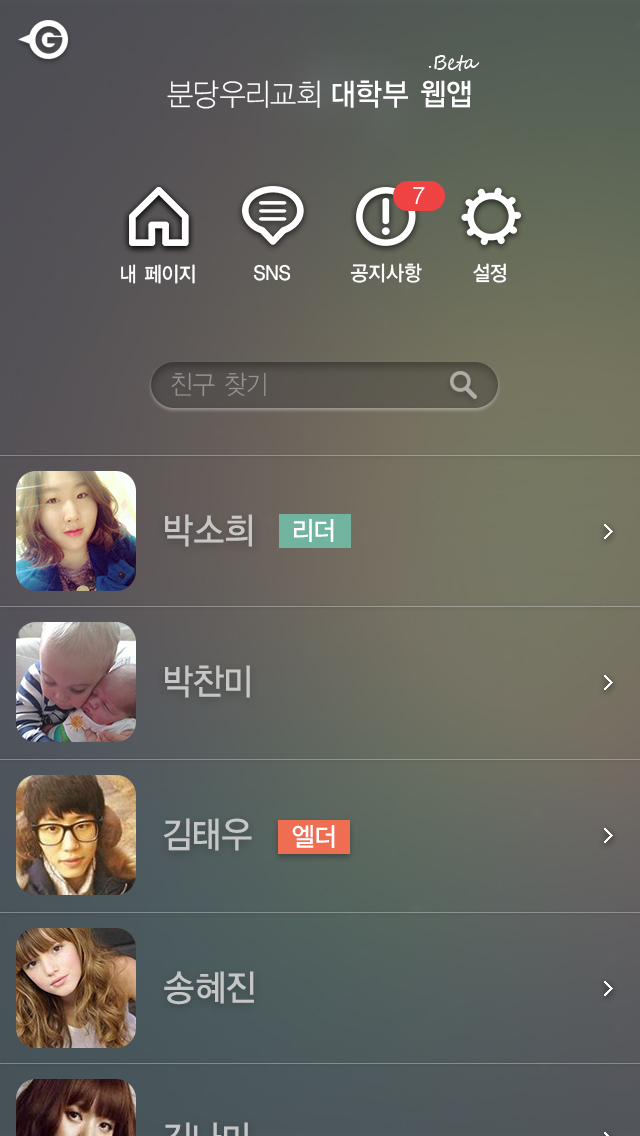 G
.Beta
분당우리교회 대학부 웹앱
7
내 페이지 SNS 공지사항 설정
친구 찾기
박소희 리더
박찬미
김태우 엘더
송혜진